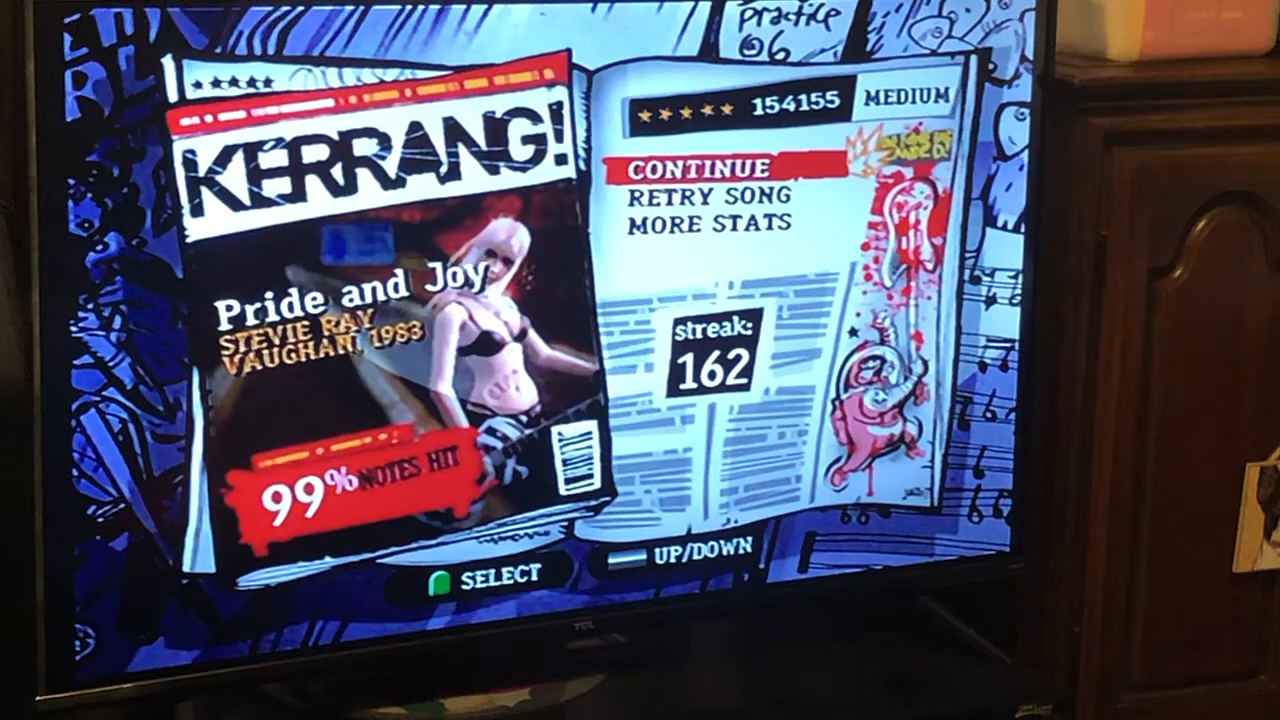 Practice
06
KERRANG!
Pride and Joy
STEVIE RAY
VAUGHAN, 1983
99% NOTES HIT
154155
MEDIUM
CONTINUE
RETRY SONG
MORE STATS
streak:
162
SELECT
UP/DOWN
TCL